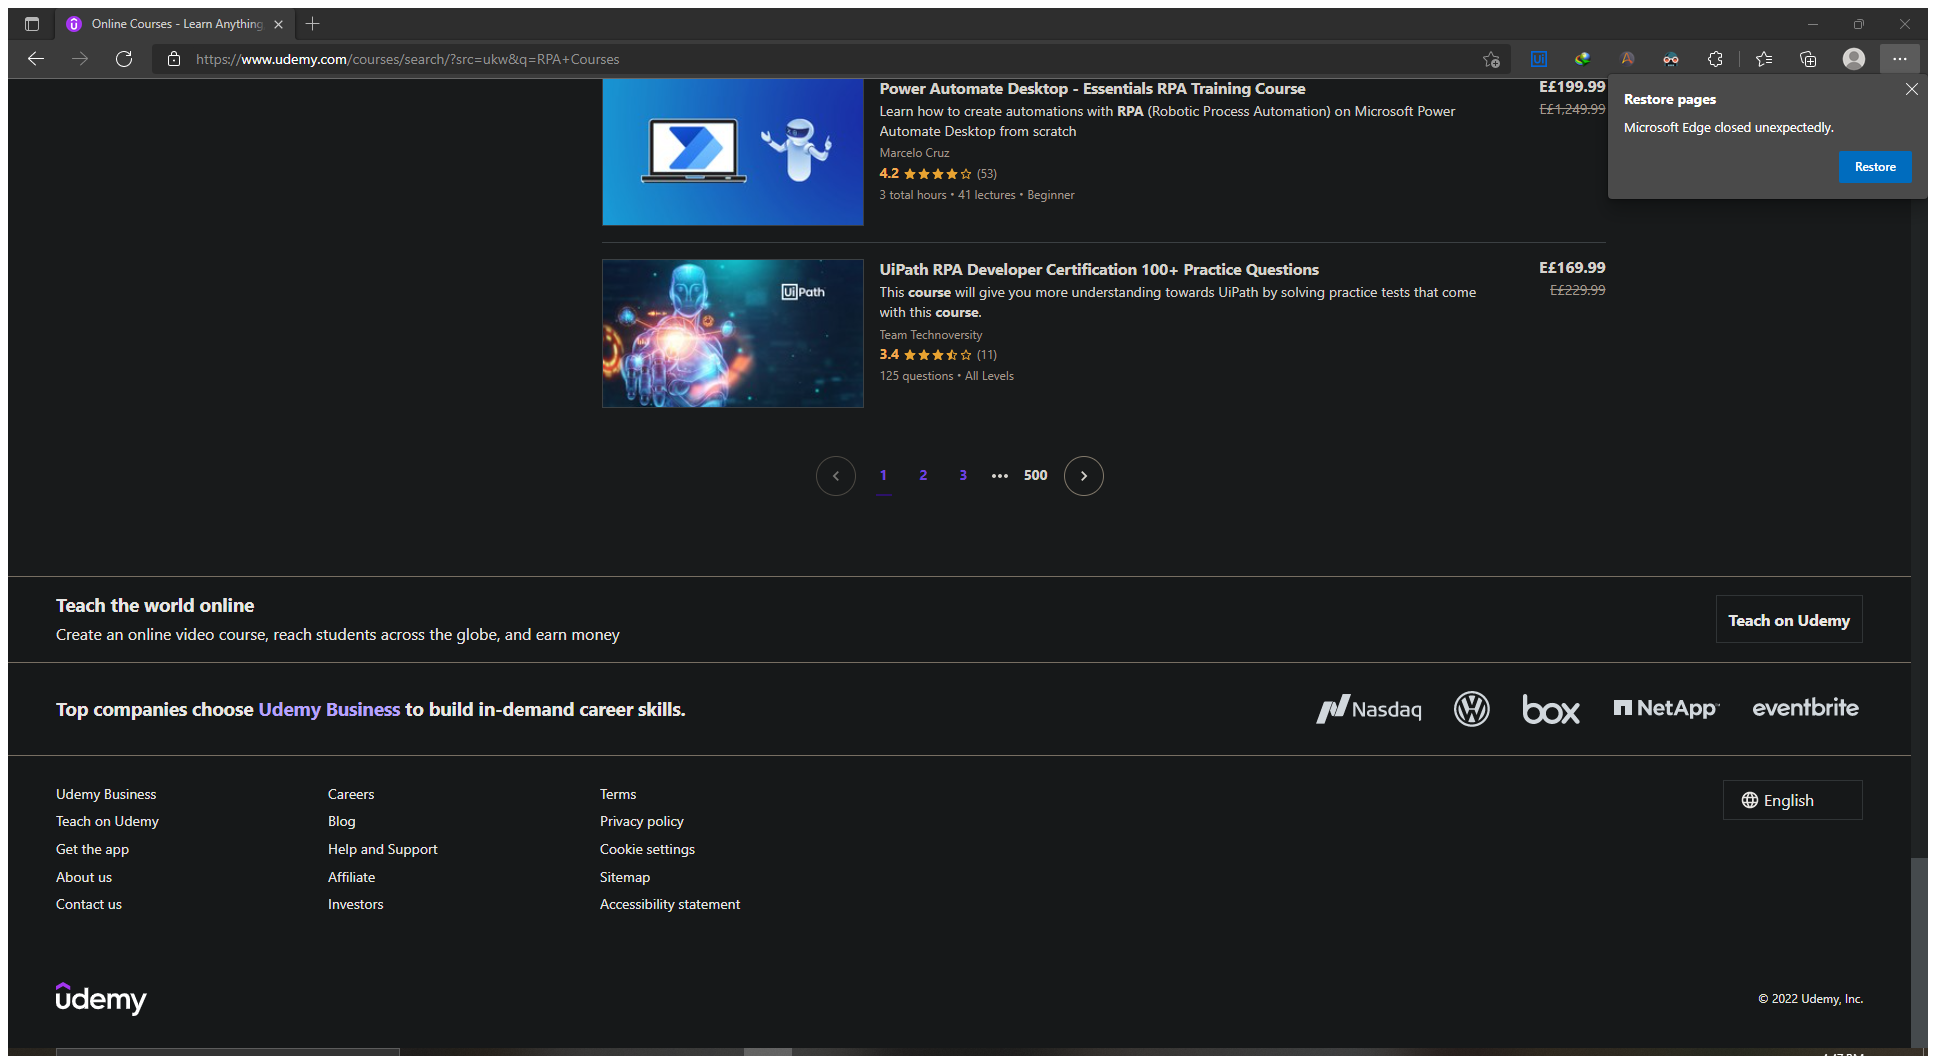 Online Courses - Learn Anything
https://www.udemy.com/courses/search/?src=ukw&q=RPA+Courses
Restore pages
Microsoft Edge closed unexpectedly.
Restore
Power Automate Desktop - Essentials RPA Training Course
E£199.99
Learn how to create automations with RPA (Robotic Process Automation) on Microsoft Power
E£1,249.99
Automate Desktop from scratch
Marcelo Cruz
4.2 (53)
3 total hours • 41 lectures • Beginner
UiPath
UiPath RPA Developer Certification 100+ Practice Questions
E£169.99
This course will give you more understanding towards UiPath by solving practice tests that come
E£229.99
with this course.
Team Technoversity
3.4 (11)
125 questions • All Levels
1 2 3 ••• 500
Teach the world online
Create an online video course, reach students across the globe, and earn money
Teach on Udemy
Top companies choose Udemy Business to build in-demand career skills.
Nasdaq
box
NetApp
eventbrite
Udemy Business
Teach on Udemy
Get the app
About us
Contact us
Careers
Blog
Help and Support
Affiliate
Investors
Terms
Privacy policy
Cookie settings
Sitemap
Accessibility statement
English
udemy
© 2022 Udemy, Inc.